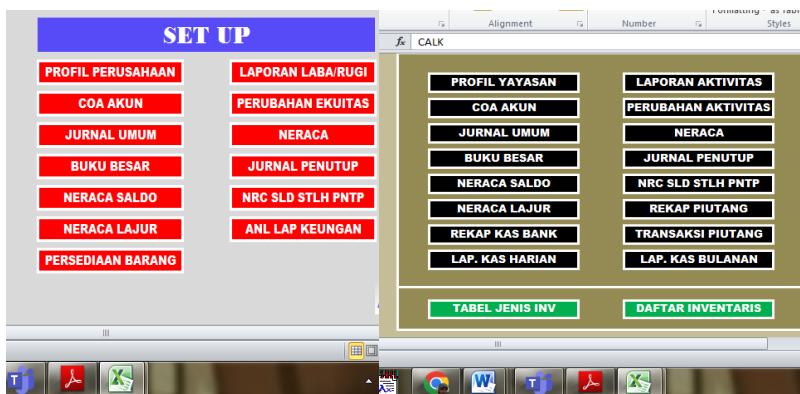 SET UP
PROFIL PERUSAHAAN
LAPORAN LABA/RUGI
COA AKUN
PERUBAHAN EKUITAS
JURNAL UMUM
NERACA
BUKU BESAR
JURNAL PENUTUP
NERACA SALDO
NRC SLD STLH PNTP
NERACA LAJUR
ANL LAP KEUNGAN
PERSEDIAAN BARANG
Alignment
Number
Styles
fx CALK
PROFIL YAYASAN
LAPORAN AKTIVITAS
COA AKUN
PERUBAHAN AKTIVITAS
JURNAL UMUM
NERACA
BUKU BESAR
JURNAL PENUTUP
NERACA SALDO
NRC SLD STLH PNTP
NERACA LAJUR
REKAP PIUTANG
REKAP KAS BANK
TRANSAKSI PIUTANG
LAP. KAS HARIAN
LAP. KAS BULANAN
TABEL JENIS INV
DAFTAR INVENTARIS